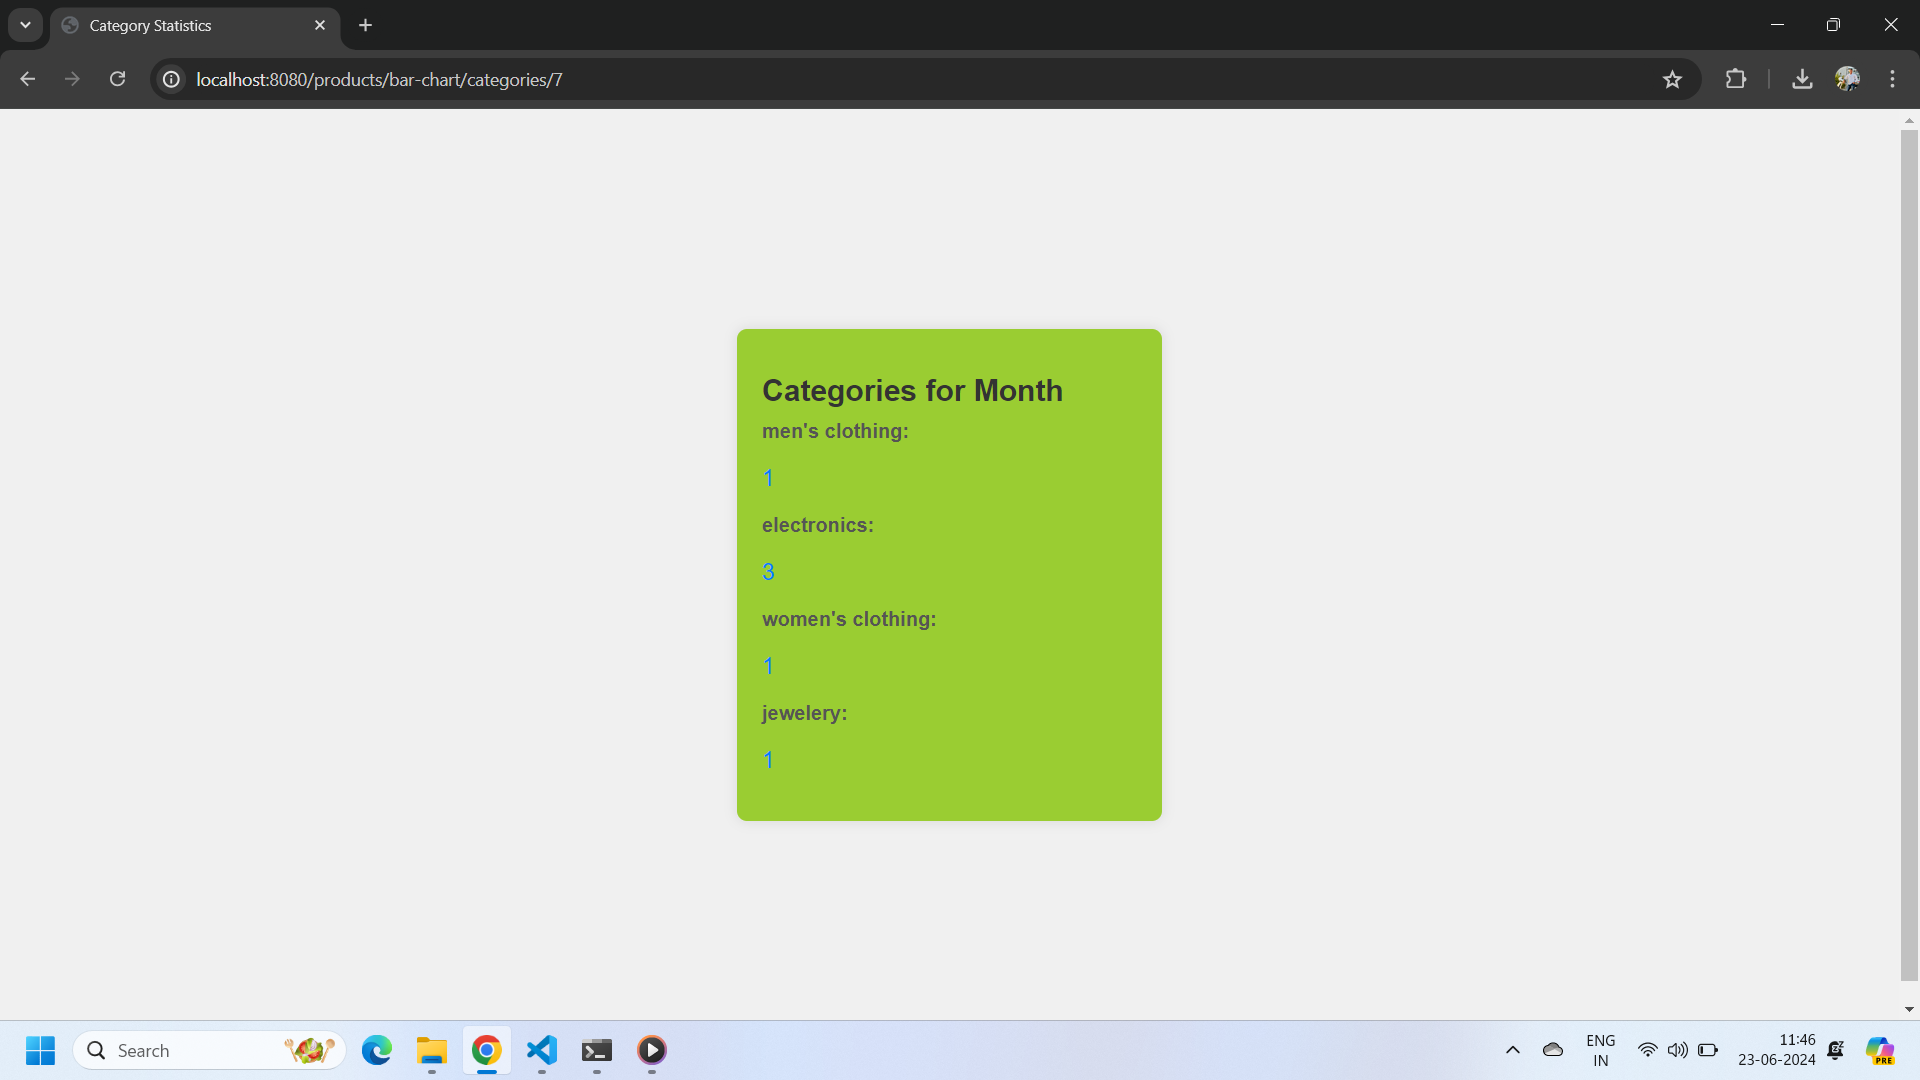 Category Statistics
localhost:8080/products/bar-chart/categories/7
Categories for Month
men's clothing:
1
electronics:
3
women's clothing:
1
jewelery:
1
Search
ENG
IN
11:46
23-06-2024
PRE